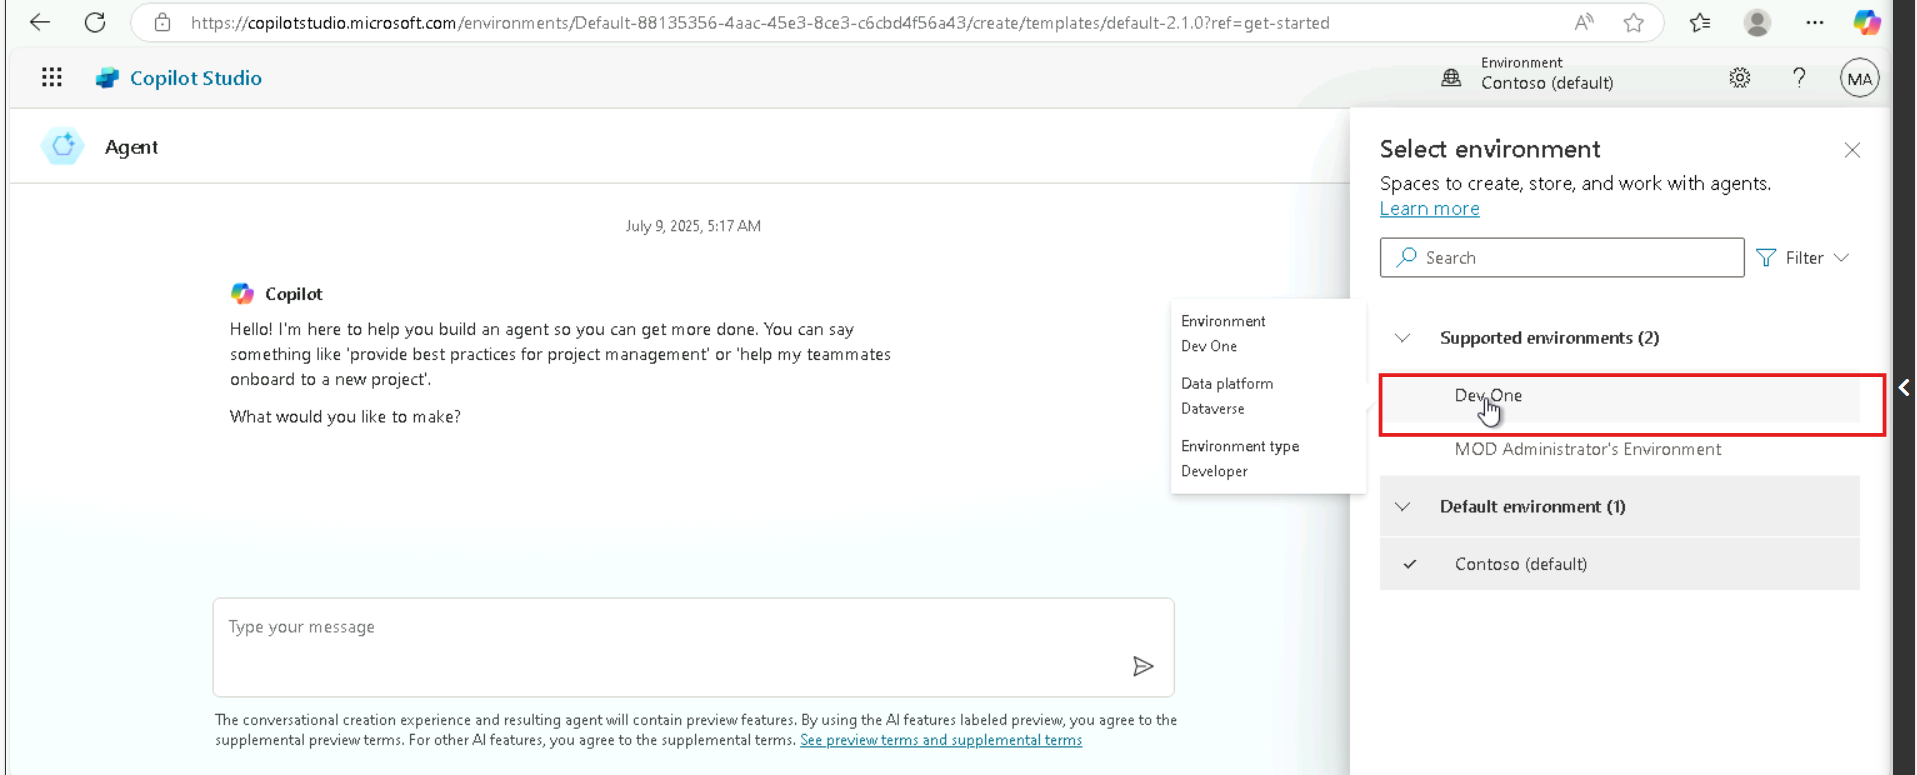 https://copilotstudio.microsoft.com/environments/Default-88135356-4aac-45e3-8ce3-c6cbd4f56a43/create/templates/default-2.1.0?ref=get-started
Copilot Studio
Environment
Contoso (default)
?
MA
Agent
July 9, 2025, 5:17 AM
Copilot
Hello! I'm here to help you build an agent so you can get more done. You can say
something like 'provide best practices for project management' or 'help my teammates
onboard to a new project'.
What would you like to make?
Type your message
The conversational creation experience and resulting agent will contain preview features. By using the AI features labeled preview, you agree to the
supplemental preview terms. For other AI features, you agree to the supplemental terms. See preview terms and supplemental terms
Environment
Dev One
Data platform
Dataverse
Environment type
Developer
Select environment
Spaces to create, store, and work with agents.
Learn more
Search
Filter
Supported environments (2)
Dev One
MOD Administrator's Environment
Default environment (1)
Contoso (default)